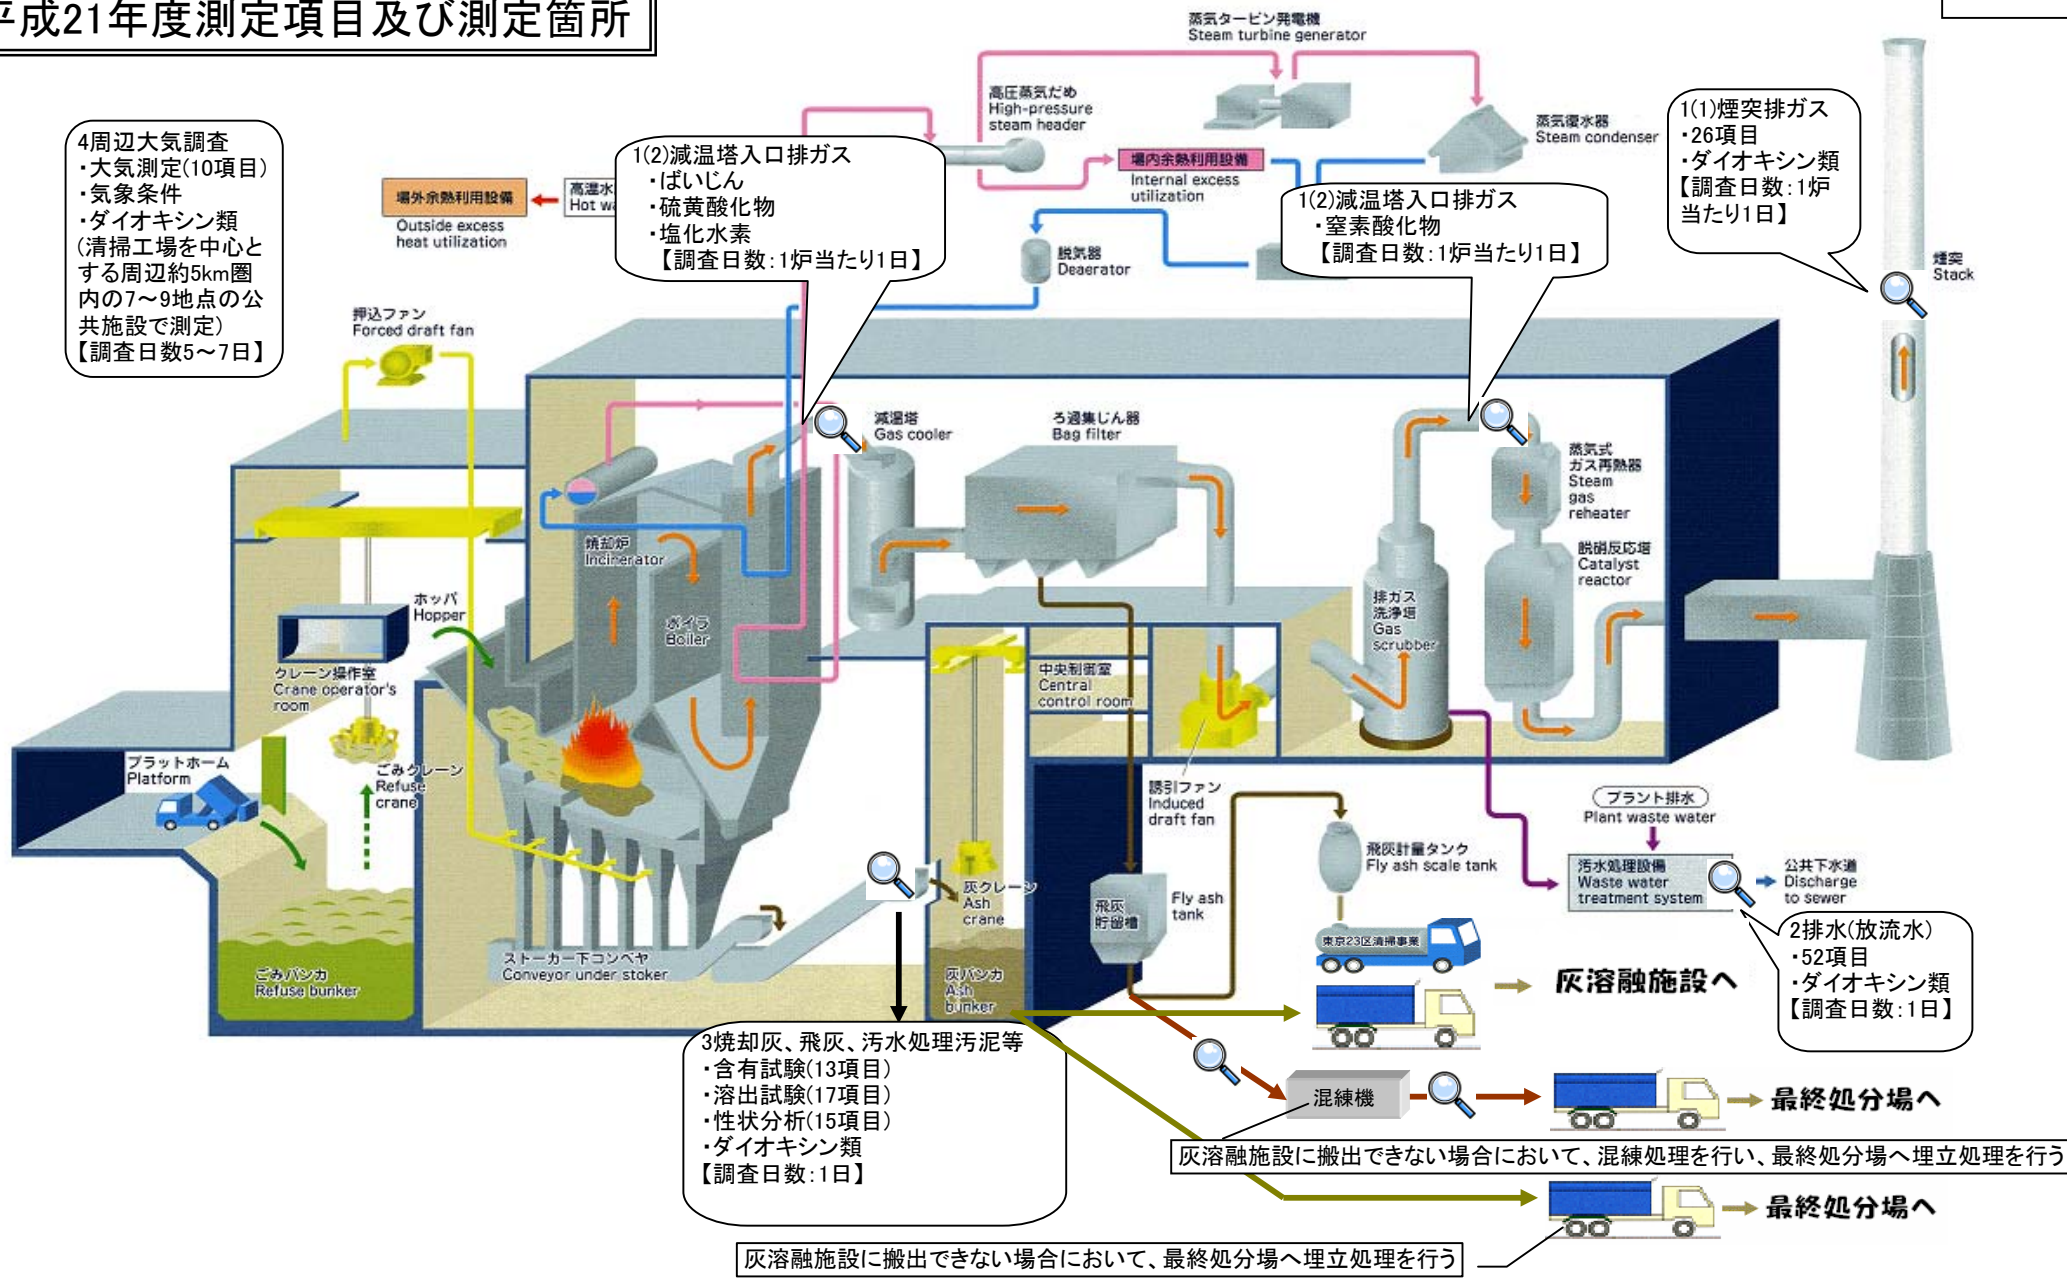 平成21年度測定項目及び測定箇所
蒸気タービン発電機
Steam turbine generator
高圧蒸気だめ
High-pressure
steam header
蒸気復水器
Steam condenser
1(1)煙突排ガス
・26項目
・ダイオキシン類
【調査日数：1炉
当たり1日】
4周辺大気調査
・大気測定(10項目)
・気象条件
・ダイオキシン類
(清掃工場を中心と
する周辺約5km圏
内の7～9地点の公
共施設で測定)
【調査日数5～7日】
場外余熱利用設備
Outside excess
heat utilization
高温水
Hot wa
1(2)減温塔入口排ガス
・ばいじん
・硫黄酸化物
・塩化水素
【調査日数：1炉当たり1日】
場内余熱利用設備
Internal excess
utilization
1(2)減温塔入口排ガス
・窒素酸化物
【調査日数：1炉当たり1日】
脱気器
Deaerator
煙突
Stack
押込ファン
Forced draft fan
減温塔
Gas cooler
ろ過集じん器
Bag filter
蒸気式
ガス再熱器
Steam
gas
reheater
焼却炉
Incinerator
脱硝反応塔
Catalyst
reactor
ホッパ
Hopper
ボイラ
Boiler
排ガス
洗浄塔
Gas
scrubber
クレーン操作室
Crane operator's
room
中央制御室
Central
control room
プラットホーム
Platform
ごみクレーン
Refuse
crane
誘引ファン
Induced
draft fan
プラント排水
Plant waste water
飛灰計量タンク
Fly ash scale tank
汚水処理設備
Waste water
treatment system
公共下水道
Discharge
to sewer
灰クレーン
Ash
crane
飛灰
貯留槽
Fly ash
tank
2排水(放流水)
・52項目
・ダイオキシン類
【調査日数：1日】
東京23区清掃事業
ごみバンカ
Refuse bunker
ストーカー下コンベヤ
Conveyor under stoker
灰バンカ
Ash
bunker
灰溶融施設へ
3焼却灰、飛灰、汚水処理汚泥等
・含有試験(13項目)
・溶出試験(17項目)
・性状分析(15項目)
・ダイオキシン類
【調査日数：1日】
混練機
最終処分場へ
灰溶融施設に搬出できない場合において、混練処理を行い、最終処分場へ埋立処理を行う
最終処分場へ
灰溶融施設に搬出できない場合において、最終処分場へ埋立処理を行う